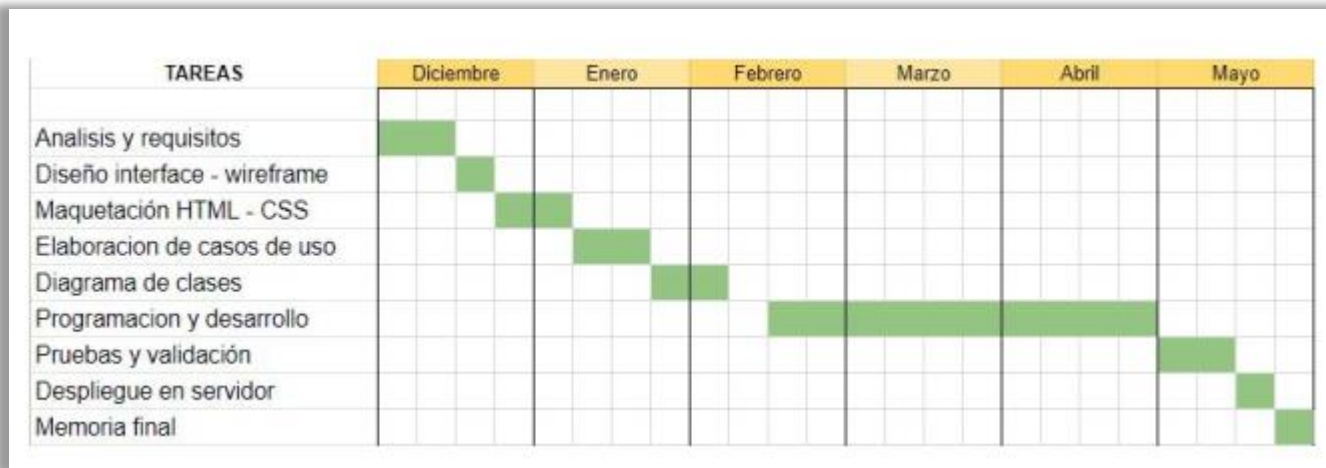 TAREAS Diciembre Enero Febrero Marzo Abril Mayo
Analisis y requisitos
Diseño interface - wireframe
Maquetación HTML - CSS
Elaboracion de casos de uso
Diagrama de clases
Programacion y desarrollo
Pruebas y validación
Despliegue en servidor
Memoria final